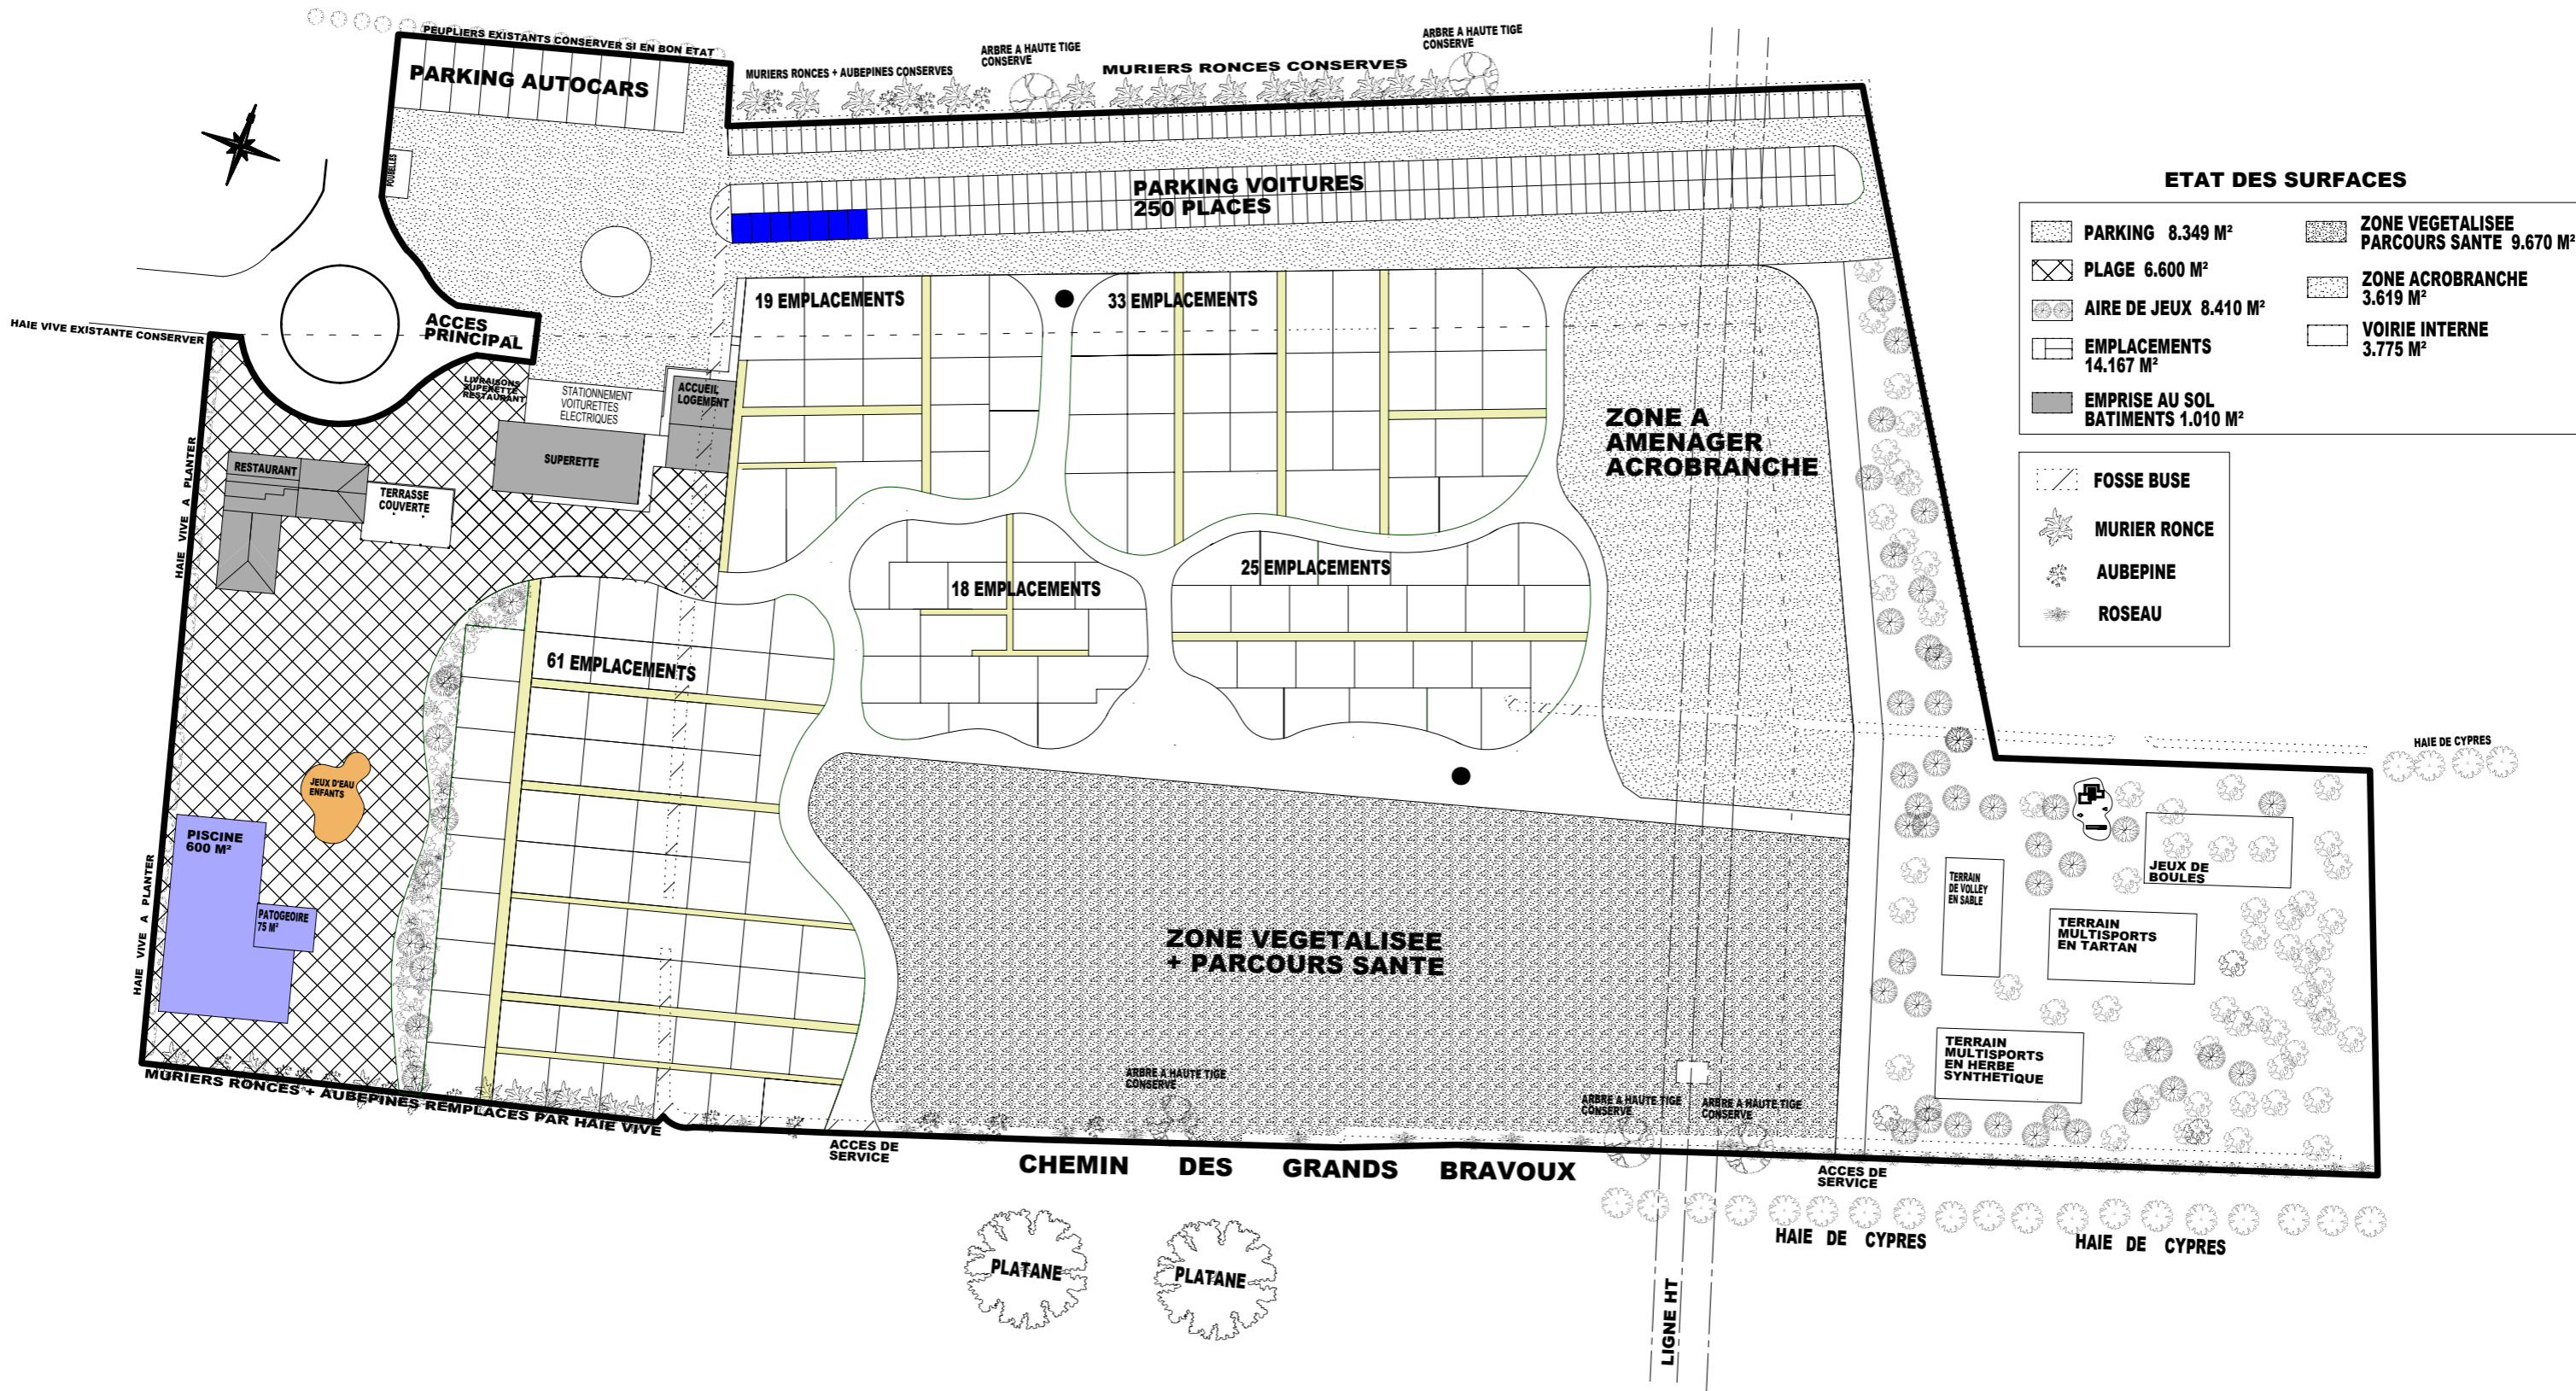 PEUPLIERS EXISTANTS CONSERVER SI EN BON ETAT
PARKING AUTOCARS
MURIERS RONCES + AUBEPINES CONSERVES
ARBRE A HAUTE TIGE
CONSERVE
MURIERS RONCES CONSERVES
ARBRE A HAUTE TIGE
CONSERVE
POUBELLES
PARKING VOITURES
250 PLACES
ETAT DES SURFACES
PARKING 8.349 M²
PLAGE 6.600 M²
AIRE DE JEUX 8.410 M²
EMPLACEMENTS
14.167 M²
EMPRISE AU SOL
BATIMENTS 1.010 M²
ZONE VEGETALISEE
PARCOURS SANTE 9.670 M²
ZONE ACROBRANCHE
3.619 M²
VOIRIE INTERNE
3.775 M²
FOSSE BUSE
MURIER RONCE
AUBEPINE
ROSEAU
HAIE VIVE EXISTANTE CONSERVER
ACCES
PRINCIPAL
19 EMPLACEMENTS
33 EMPLACEMENTS
LIVRAISONS
SUPERETTE
RESTAURANT
STATIONNEMENT
VOITURETTES
ELECTRIQUES
ACCUEIL
LOGEMENT
ZONE A
AMENAGER
ACROBRANCHE
HAIE VIVE A PLANTER
RESTAURANT
SUPERETTE
TERRASSE
COUVERTE
18 EMPLACEMENTS
25 EMPLACEMENTS
61 EMPLACEMENTS
HAIE DE CYPRES
JEUX D'EAU
ENFANTS
PISCINE
600 M²
PATOGEOIRE
75 M²
HAIE VIVE A PLANTER
JEUX DE
BOULES
TERRAIN
DE VOLLEY
EN SABLE
TERRAIN
MULTISPORTS
EN TARTAN
ZONE VEGETALISEE
+ PARCOURS SANTE
TERRAIN
MULTISPORTS
EN HERBE
SYNTHETIQUE
ARBRE A HAUTE TIGE
CONSERVE
ARBRE A HAUTE TIGE
CONSERVE
ARBRE A HAUTE TIGE
CONSERVE
MURIERS RONCES + AUBEPINES REMPLACES PAR HAIE VIVE
ACCES DE
SERVICE
CHEMIN DES GRANDS BRAVOUX
ACCES DE
SERVICE
HAIE DE CYPRES
HAIE DE CYPRES
PLATANE
PLATANE
LIGNE HT